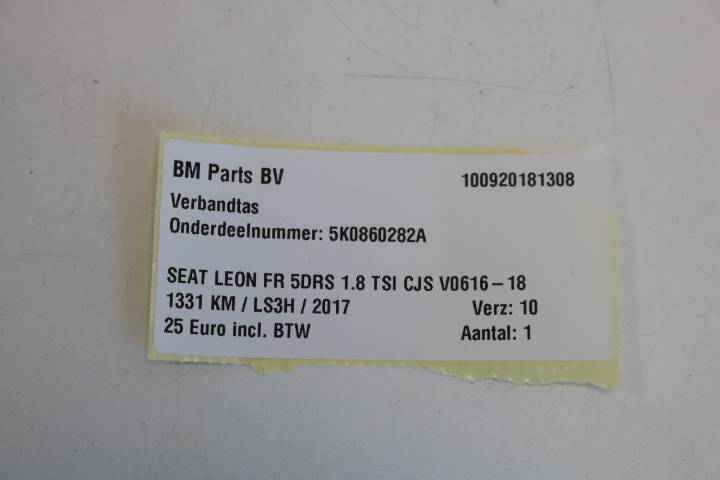 BM Parts BV 100920181308
Verbandtas
Onderdeelnummer: 5K0860282A
SEAT LEON FR 5DRS 1.8 TSI CJS V0616-18
1331 KM / LS3H / 2017 Verz: 10
25 Euro incl. BTW Aantal: 1